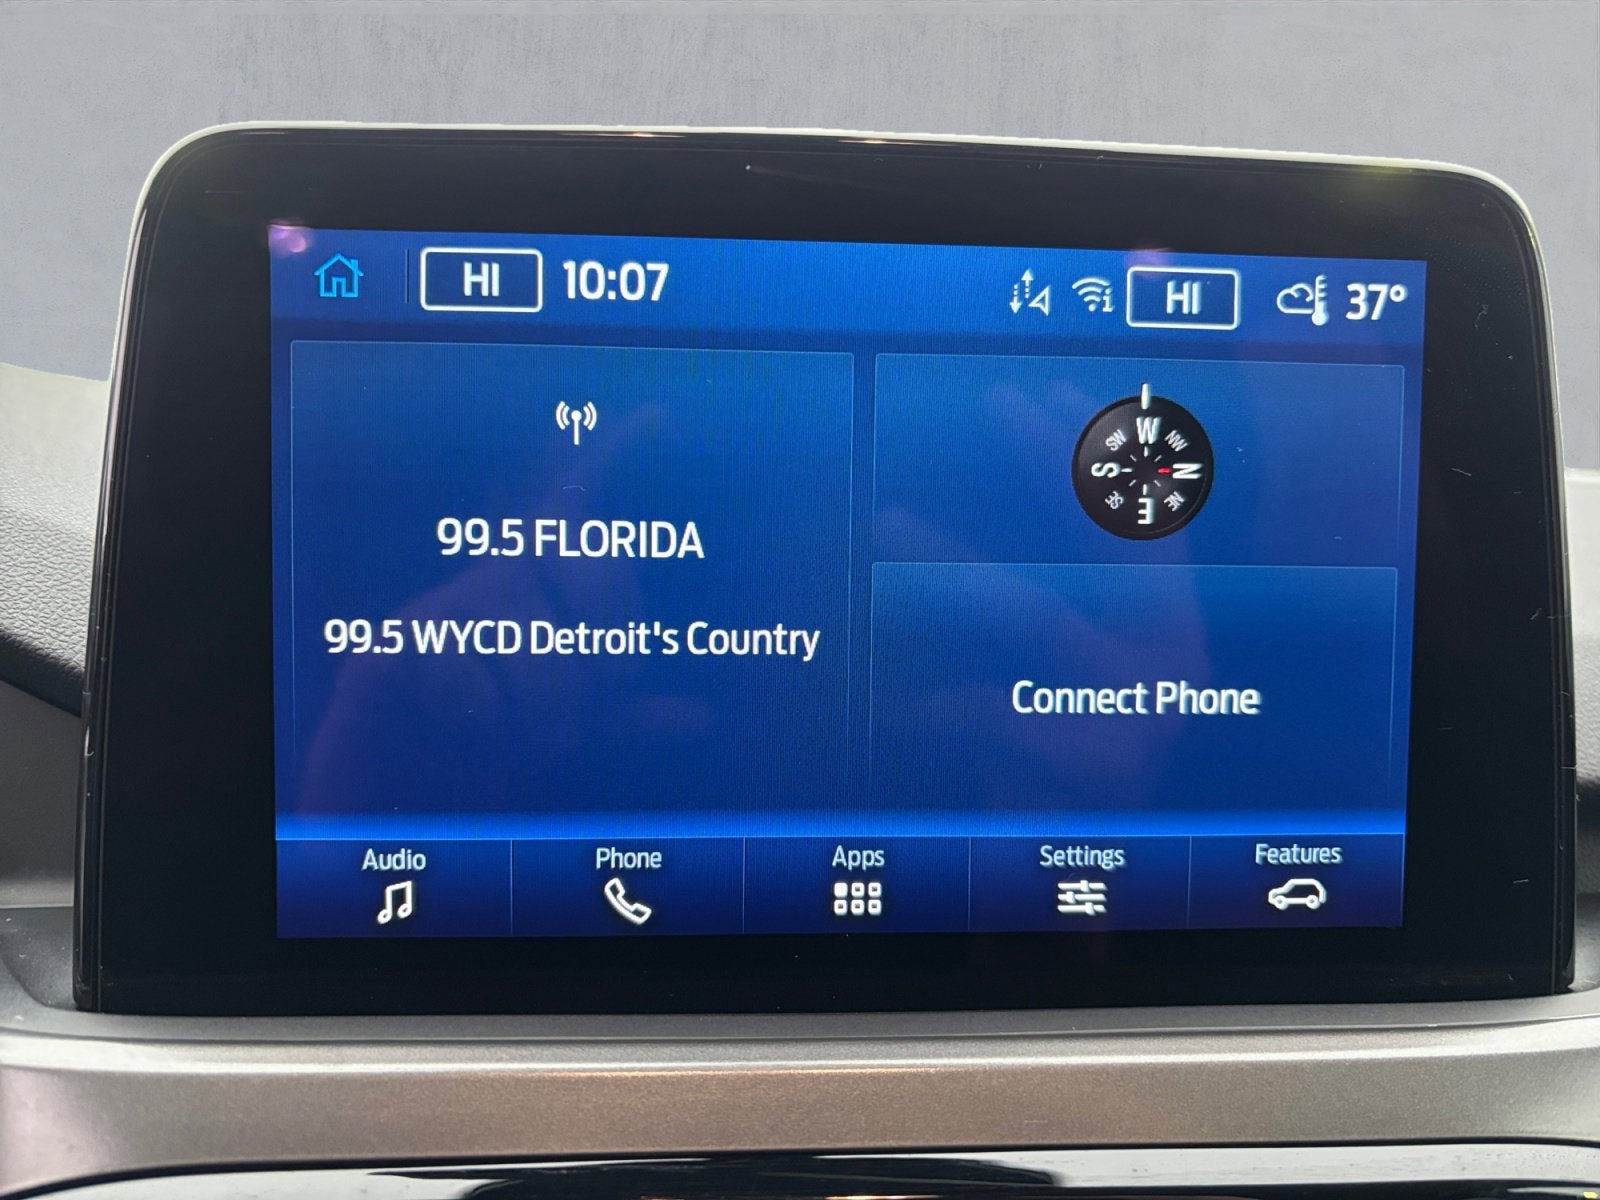 HI 10:07 HI 37°
99.5 FLORIDA
99.5 WYCD Detroit's Country
W
SW NW
S N
SE NE
E
Connect Phone
Audio Phone Apps Settings Features